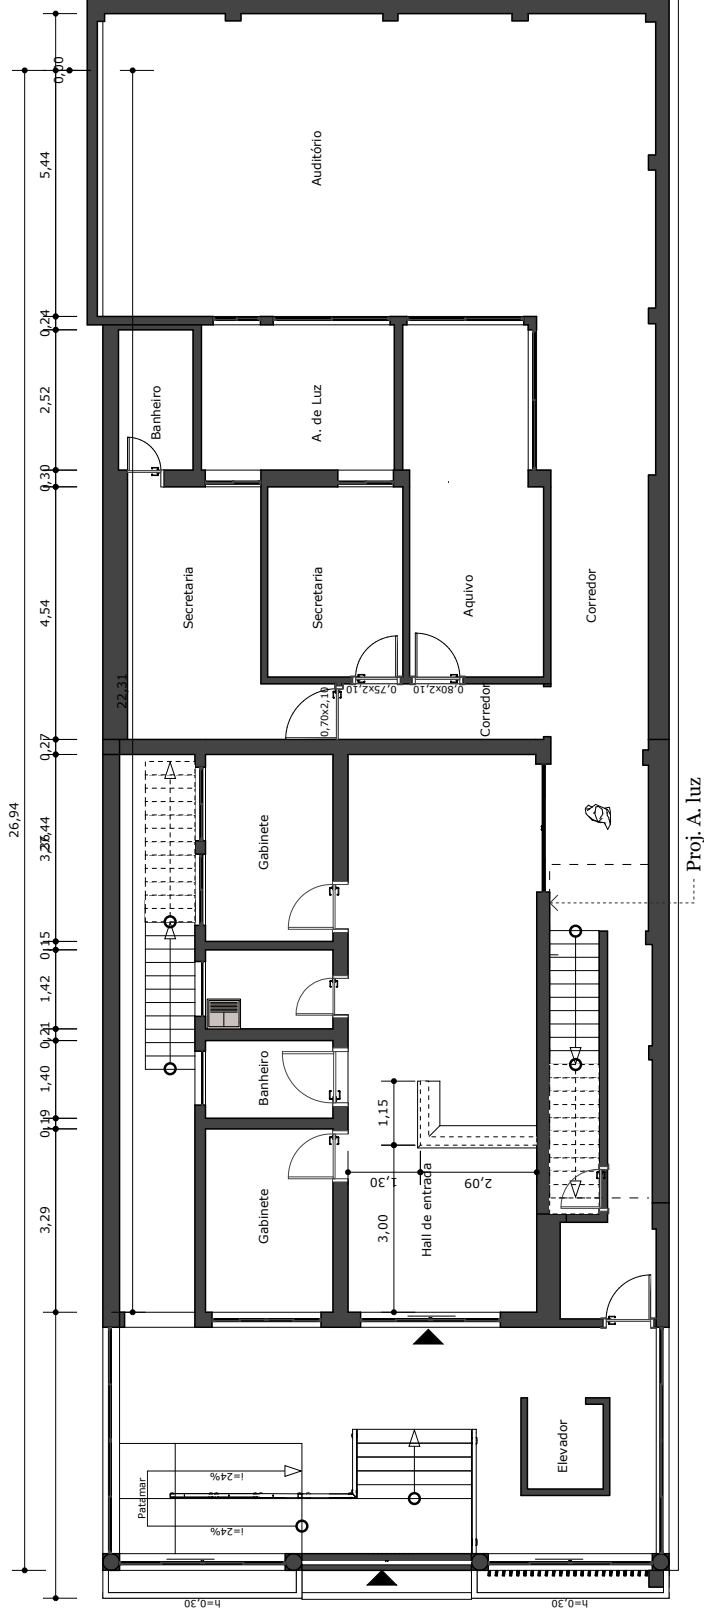 0,00
5,44
Auditório
0,24
2,52
Banheiro
A. de Luz
0,30
4,54
Secretaria
Secretaria
Aquivo
Corredor
22,31
0,70x2,10
0,75x2,10
0,80x2,10
Corredor
0,27
26,94
Gabinete
Proj. A. luz
0,15
1,42
0,21
1,40
Banheiro
1,15
0,19
3,29
Gabinete
1,30
2,09
3,00
Hall de entrada
Elevador
Patamar
i=24%
i=24%
h=0,30
h=0,30